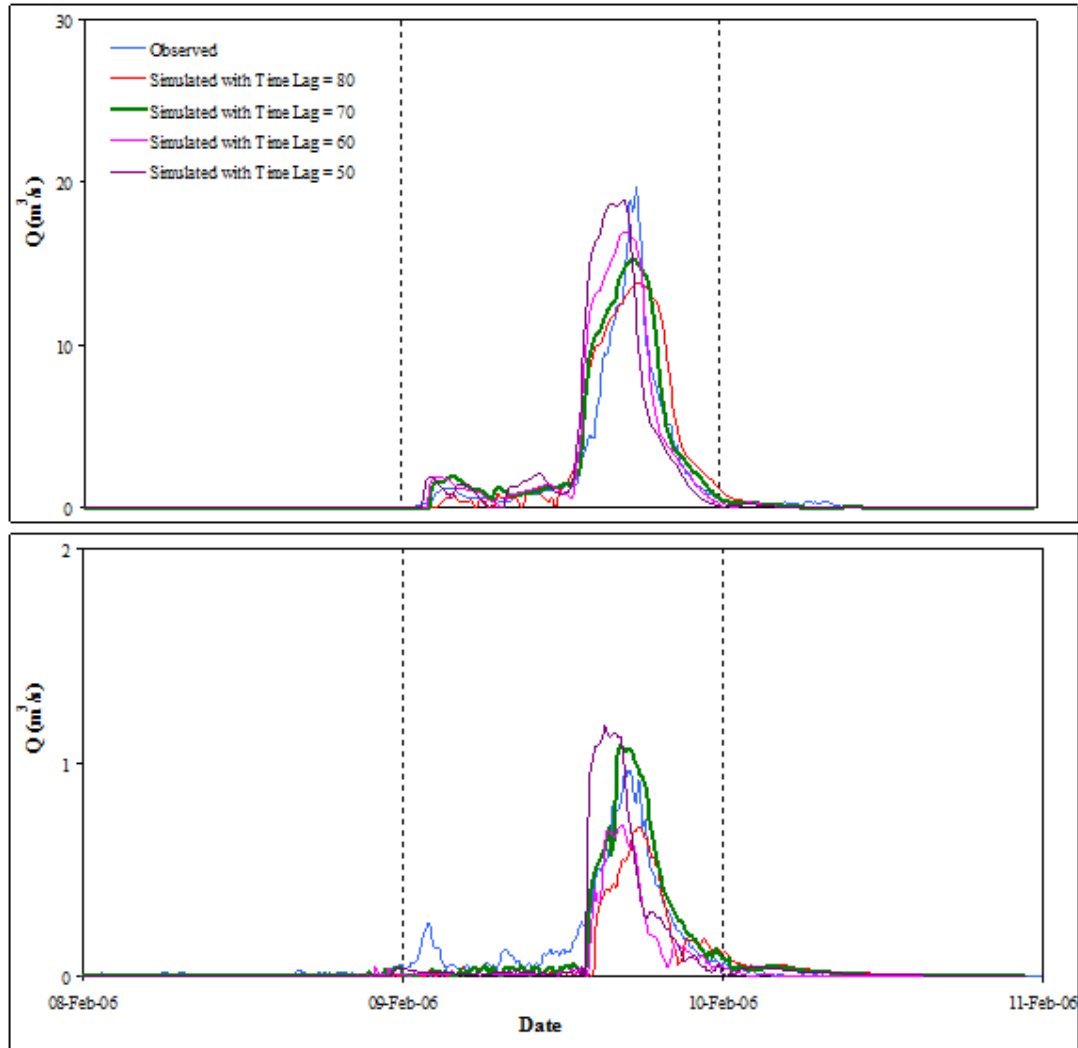 30
Observed
Simulated with Time Lag = 80
Simulated with Time Lag = 70
Simulated with Time Lag = 60
Simulated with Time Lag = 50
20
Q (m³/s)
10
0
2
Q (m³/s)
1
0
08-Feb-06 09-Feb-06 10-Feb-06 11-Feb-06
Date